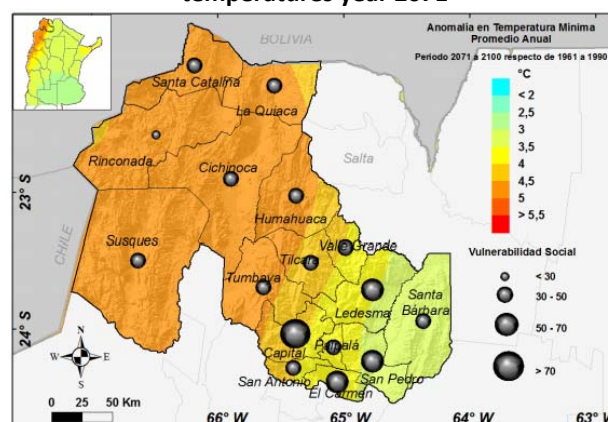 temperatures year 2071
BOLIVIA
Anomalía en Temperatura Mínima
Promedio Anual
Periodo 2071 a 2100 respecto de 1961 a 1990
°C
< 2
2
2,5
3
3,5
4
4,5
5
> 5,5
Santa Catalina
La Quiaca
Rinconada
Cichinoca
Salta
23° S
Humahuaca
CHILE
Susques
Valle Grande
Tilcara
Tumbaya
Ledesma
Santa
Bárbara
24° S
Capital
Palpalá
San Antonio
San Pedro
El Carmen
Vulnerabilidad Social
< 30
30 - 50
50 - 70
> 70
N
W
E
S
0
25
50 Km
66° W
65° W
64° W
63° W